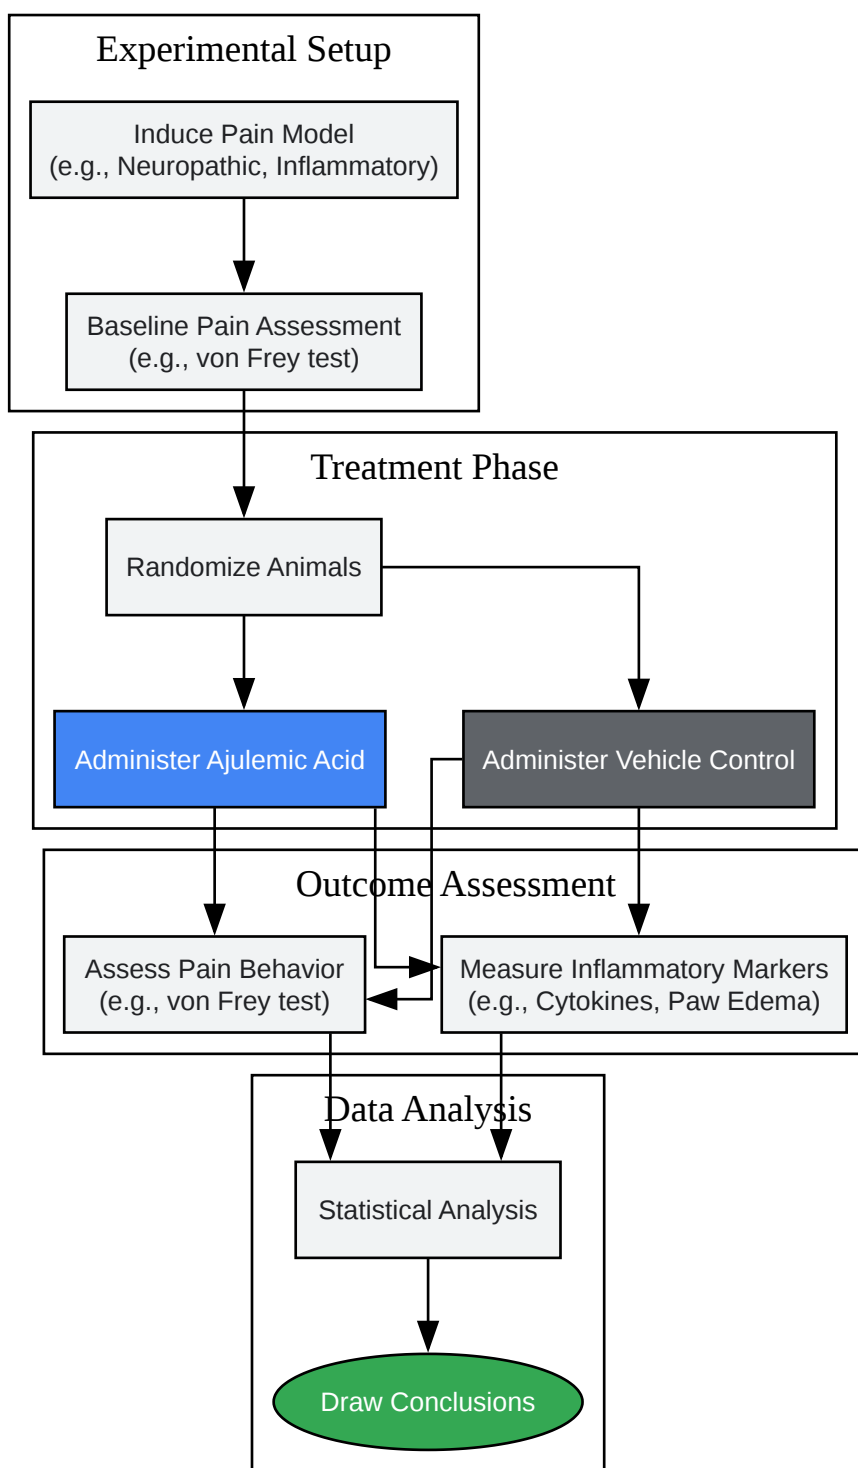 Experimental Setup
Induce Pain Model
(e.g., Neuropathic, Inflammatory)
Baseline Pain Assessment
(e.g., von Frey test)
Treatment Phase
Randomize Animals
Administer Ajulemic Acid
Administer Vehicle Control
Outcome Assessment
Assess Pain Behavior
(e.g., von Frey test)
Measure Inflammatory Markers
(e.g., Cytokines, Paw Edema)
Data Analysis
Statistical Analysis
Draw Conclusions